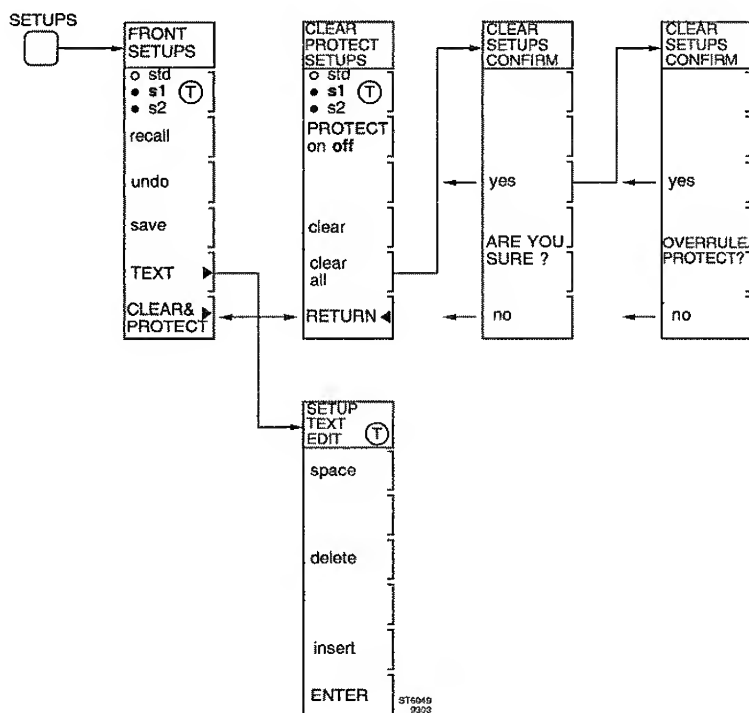 SETUPS
FRONT
SETUPS
std
s1 T
s2
recall
undo
save
TEXT
CLEAR&
PROTECT
CLEAR
PROTECT
SETUPS
std
s1 T
s2
PROTECT
on off
clear
clear
all
RETURN
CLEAR
SETUPS
CONFIRM
yes
ARE YOU
SURE ?
no
CLEAR
SETUPS
CONFIRM
yes
OVERRULE
PROTECT?
no
SETUP
TEXT
EDIT T
space
delete
insert
ENTER